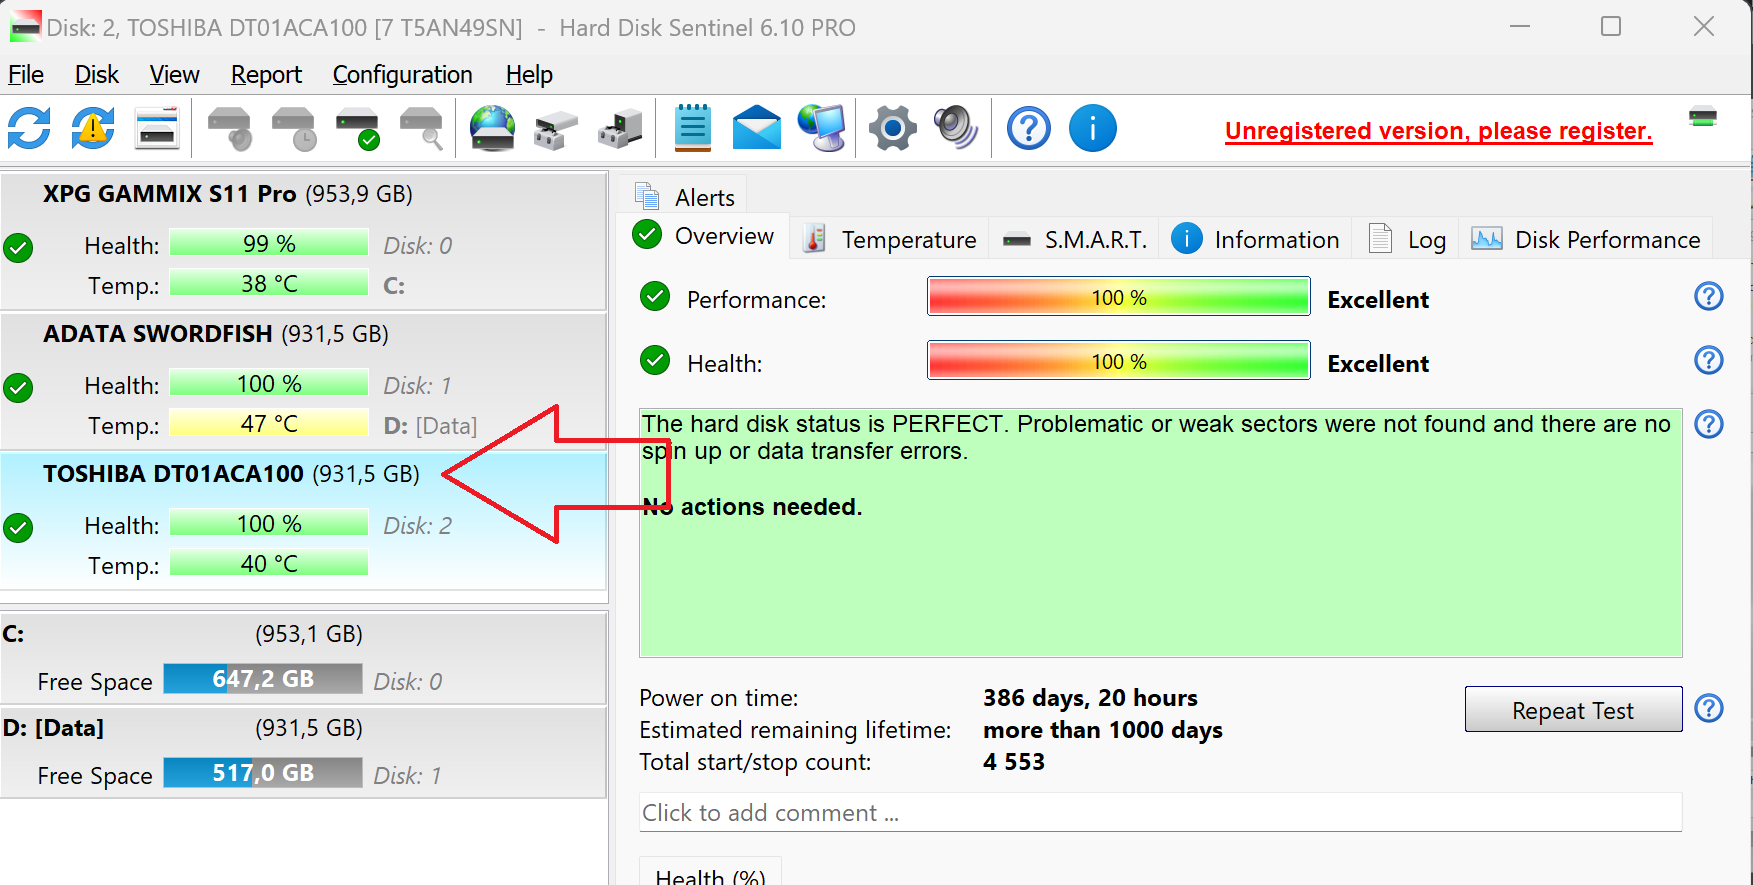 Disk: 2, TOSHIBA DT01ACA100 [7 T5AN49SN] - Hard Disk Sentinel 6.10 PRO
File Disk View Report Configuration Help
Unregistered version, please register.
XPG GAMMIX S11 Pro (953,9 GB)
Health: 99 % Disk: 0
Temp.: 38 °C C:
ADATA SWORDFISH (931,5 GB)
Health: 100 % Disk: 1
Temp.: 47 °C D: [Data]
TOSHIBA DT01ACA100 (931,5 GB)
Health: 100 % Disk: 2
Temp.: 40 °C
C: (953,1 GB)
Free Space 647,2 GB Disk: 0
D: [Data] (931,5 GB)
Free Space 517,0 GB Disk: 1
Alerts
Overview Temperature S.M.A.R.T. Information Log Disk Performance
Performance: 100 % Excellent
Health: 100 % Excellent
The hard disk status is PERFECT. Problematic or weak sectors were not found and there are no
spin up or data transfer errors.
No actions needed.
Power on time: 386 days, 20 hours
Repeat Test
Estimated remaining lifetime: more than 1000 days
Total start/stop count: 4 553
Click to add comment ...
Health (%)